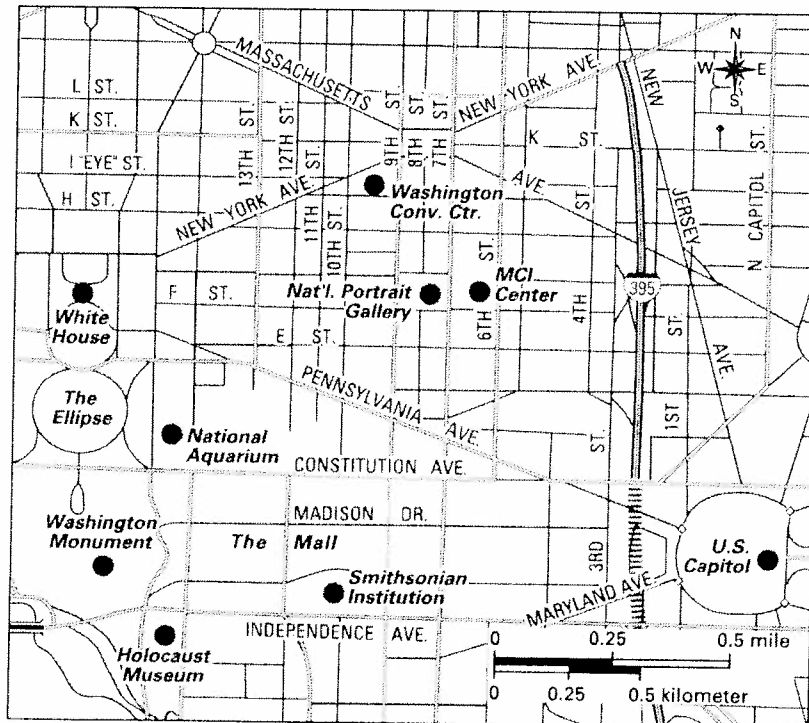 N
W E
S
MASSACHUSETTS
AVE.
NEW YORK AVE.
NEW
JERSEY
AVE.
L ST.
K ST.
I "EYE" ST.
H ST.
13TH ST.
12TH ST.
11TH ST.
10TH ST.
9TH ST.
8TH ST.
7TH ST.
K ST.
N CAPITOL ST.
NEW YORK AVE.
Washington
Conv. Ctr.
White
House
F ST.
Nat'l. Portrait
Gallery
MCI
Center
6TH ST.
4TH ST.
395
E ST.
The
Ellipse
PENNSYLVANIA AVE.
1ST ST.
National
Aquarium
CONSTITUTION AVE.
Washington
Monument
MADISON DR.
The Mall
3RD ST.
U.S.
Capitol
Smithsonian
Institution
MARYLAND AVE
INDEPENDENCE AVE.
Holocaust
Museum
0 0.25 0.5 mile
0 0.25 0.5 kilometer